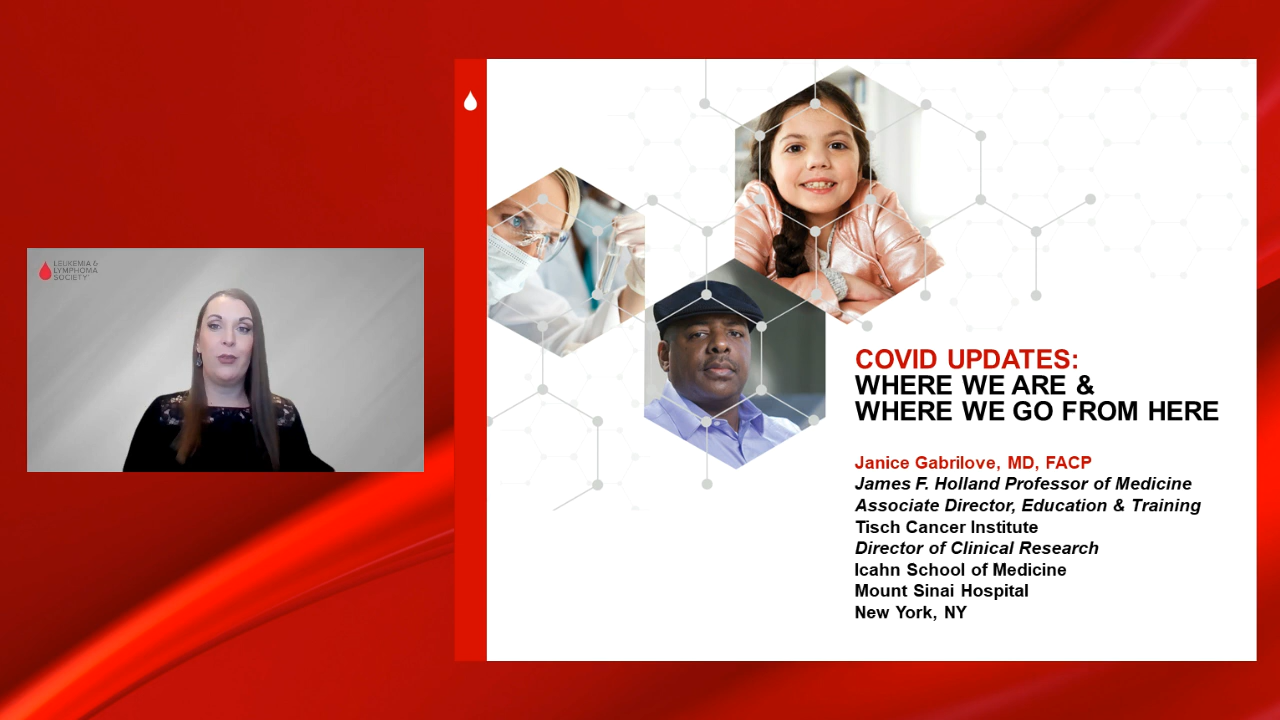 LEUKEMIA &
LYMPHOMA
SOCIETY
COVID UPDATES:
WHERE WE ARE &
WHERE WE GO FROM HERE
Janice Gabrilove, MD, FACP
James F. Holland Professor of Medicine
Associate Director, Education & Training
Tisch Cancer Institute
Director of Clinical Research
Icahn School of Medicine
Mount Sinai Hospital
New York, NY